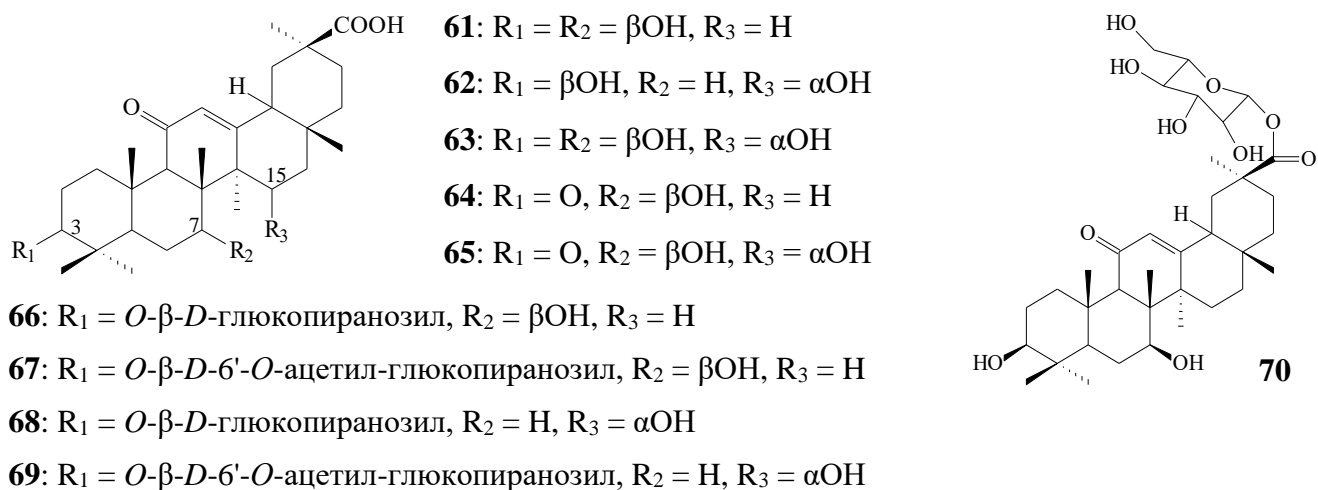 COOH
H
O
15
3
7
R₁
R₂
R₃
61: R₁ = R₂ = βOH, R₃ = H
62: R₁ = βOH, R₂ = H, R₃ = αOH
63: R₁ = R₂ = βOH, R₃ = αOH
64: R₁ = O, R₂ = βOH, R₃ = H
65: R₁ = O, R₂ = βOH, R₃ = αOH
66: R₁ = O-β-D-глюкопиранозил, R₂ = βOH, R₃ = H
67: R₁ = O-β-D-6'-O-ацетил-глюкопиранозил, R₂ = βOH, R₃ = H
68: R₁ = O-β-D-глюкопиранозил, R₂ = H, R₃ = αOH
69: R₁ = O-β-D-6'-O-ацетил-глюкопиранозил, R₂ = H, R₃ = αOH
HO
HO
O
HO
OH
O
O
H
O
HO
OH
70